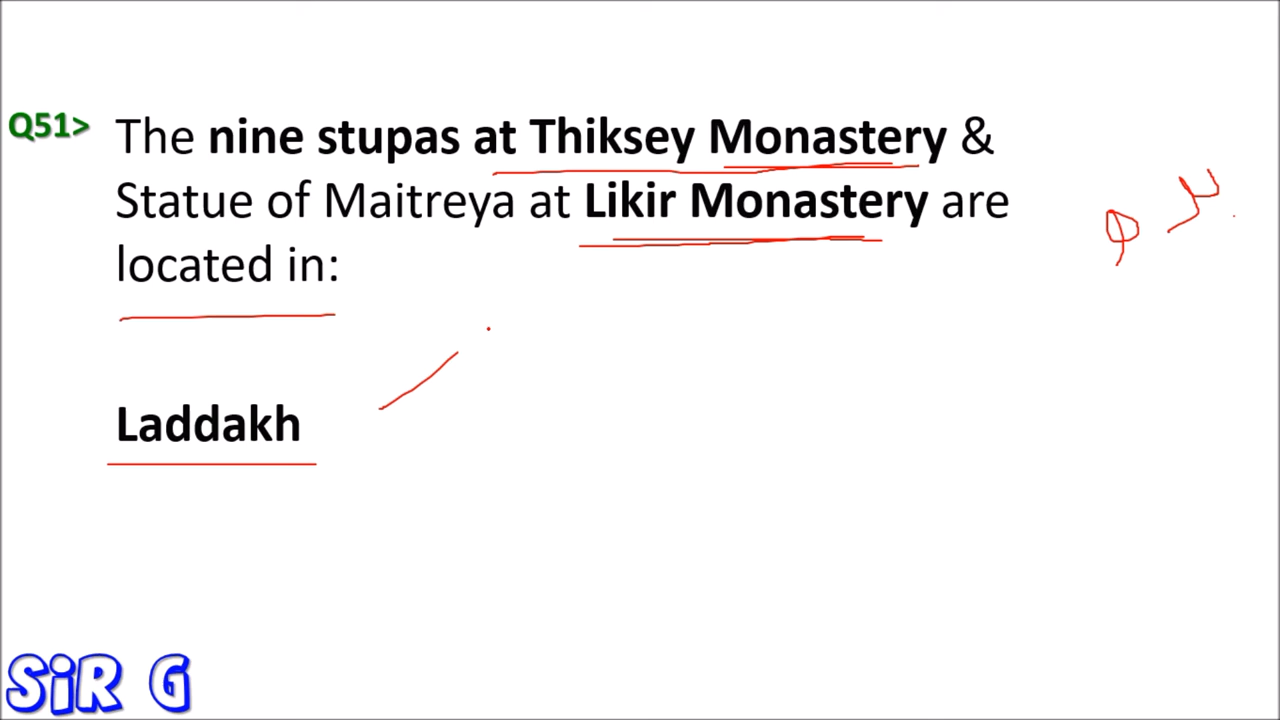 Q51> The nine stupas at Thiksey Monastery &
Statue of Maitreya at Likir Monastery are
located in:
Laddakh
SiR G